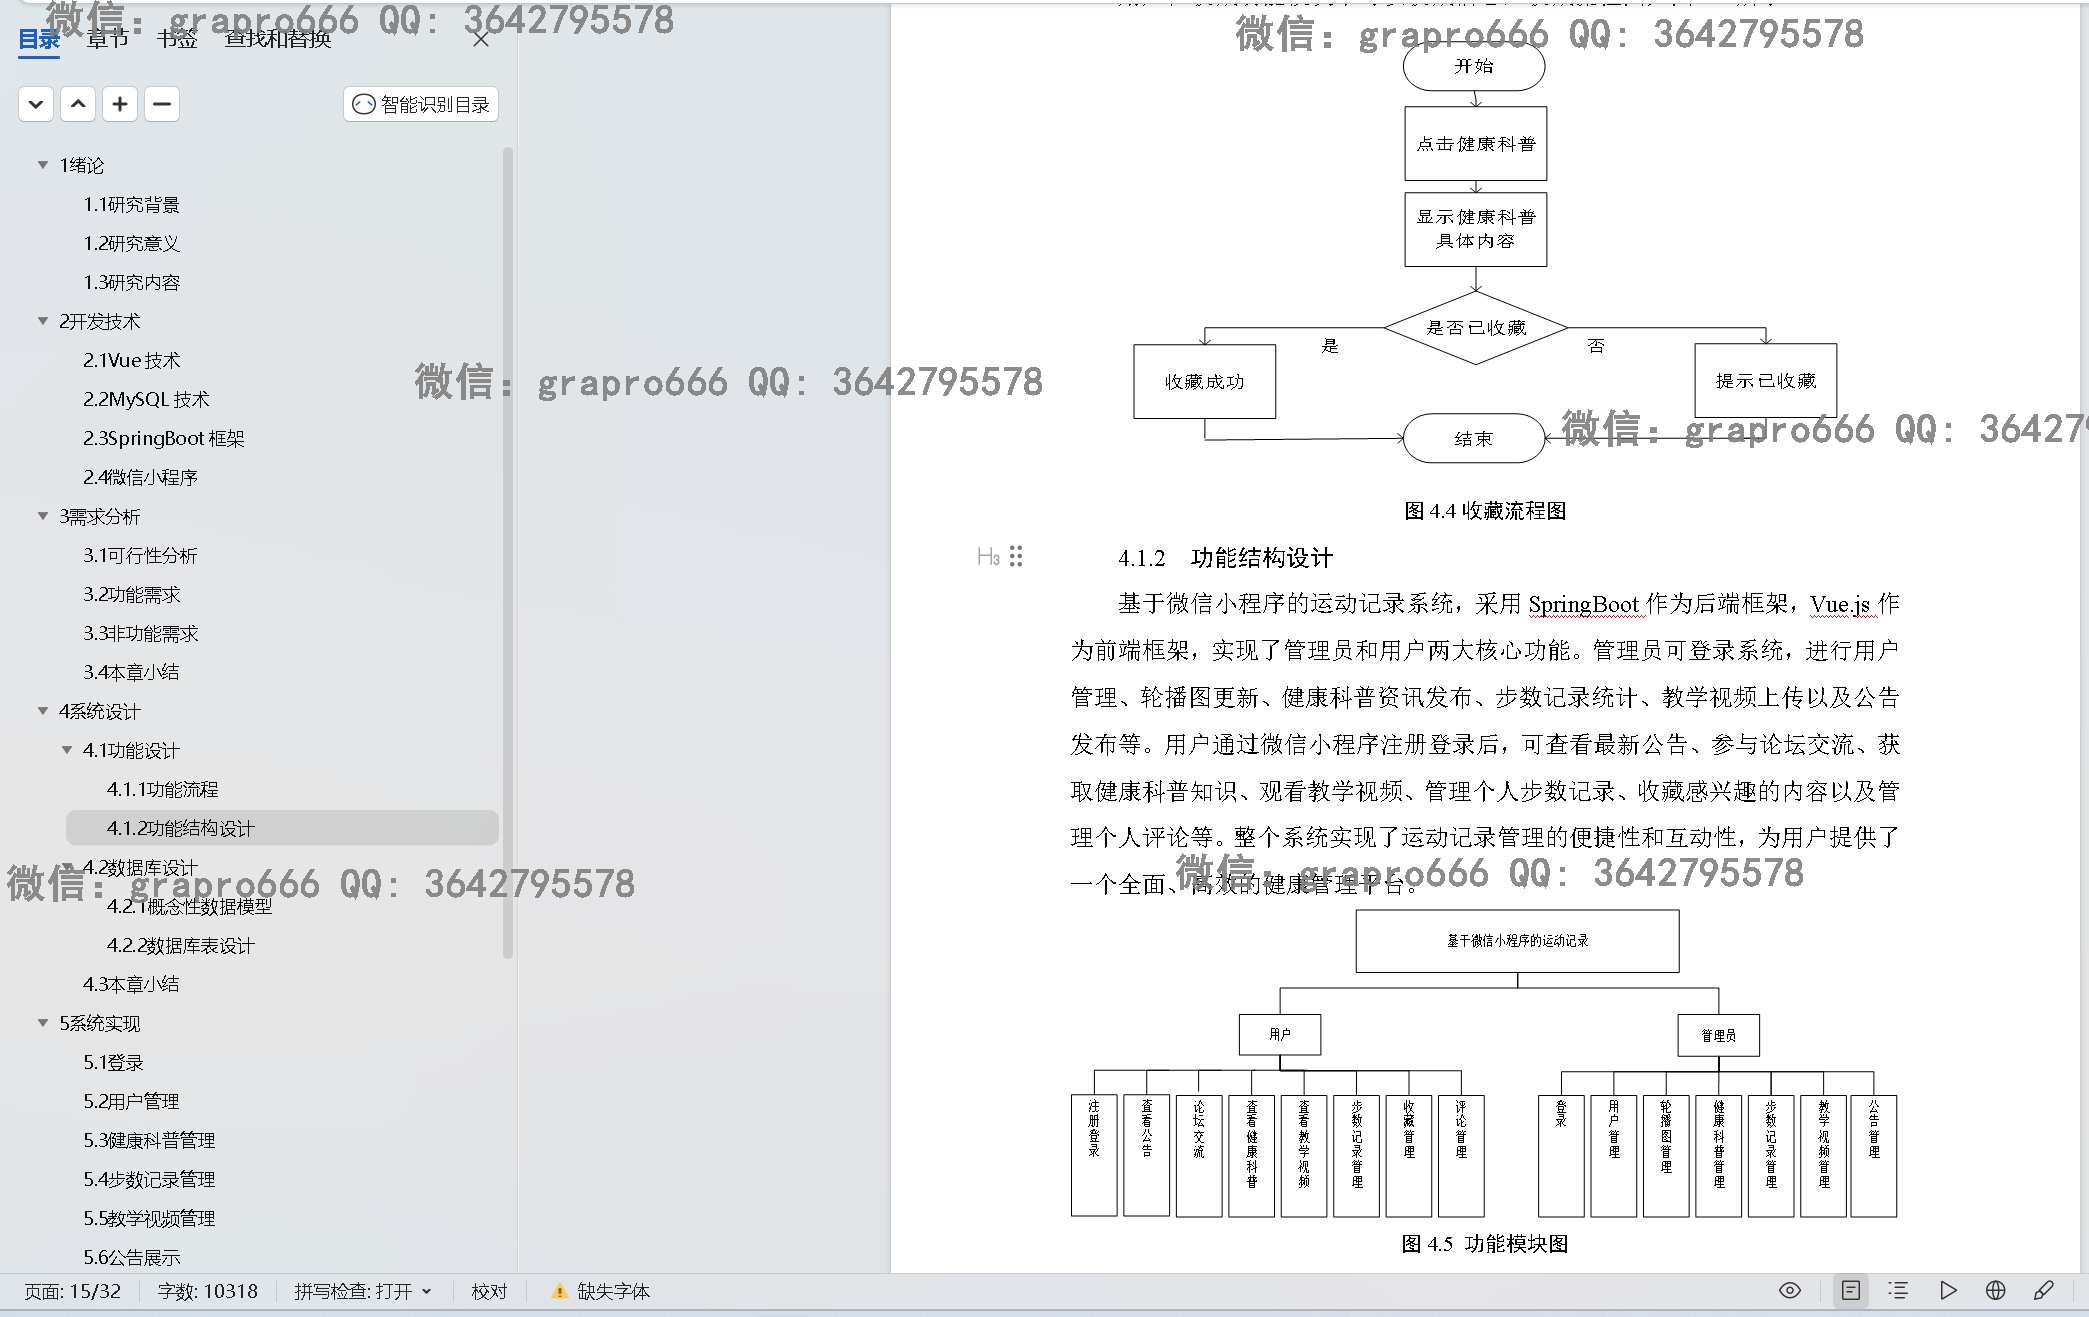 微信：grapro666 QQ: 3642795578
目录 章节 书签 查找和替换
智能识别目录
1绪论
1.1研究背景
1.2研究意义
1.3研究内容
2开发技术
2.1Vue 技术
2.2MySQL 技术
2.3SpringBoot 框架
2.4微信小程序
3需求分析
3.1可行性分析
3.2功能需求
3.3非功能需求
3.4本章小结
4系统设计
4.1功能设计
4.1.1功能流程
4.1.2功能结构设计
4.2数据库设计
微信：grapro666 QQ: 3642795578
4.2.1概念性数据模型
4.2.2数据库表设计
4.3本章小结
5系统实现
5.1登录
5.2用户管理
5.3健康科普管理
5.4步数记录管理
5.5教学视频管理
5.6公告展示
微信：grapro666 QQ: 3642795578
开始
点击健康科普
显示健康科普
具体内容
是否已收藏
是
否
收藏成功
提示已收藏
微信：grapro666 QQ: 3642795578
微信：grapro666 QQ: 36427
结束
图 4.4 收藏流程图
H3
4.1.2 功能结构设计
基于微信小程序的运动记录系统，采用 SpringBoot 作为后端框架，Vue.js 作
为前端框架，实现了管理员和用户两大核心功能。管理员可登录系统，进行用户
管理、轮播图更新、健康科普资讯发布、步数记录统计、教学视频上传以及公告
发布等。用户通过微信小程序注册登录后，可查看最新公告、参与论坛交流、获
取健康科普知识、观看教学视频、管理个人步数记录、收藏感兴趣的内容以及管
理个人评论等。整个系统实现了运动记录管理的便捷性和互动性，为用户提供了
一个全面、高效的健康管理平台。
微信：grapro666 QQ: 3642795578
基于微信小程序的运动记录
用户
管理员
注册登录
查看公告
论坛交流
查看健康科普
查看教学视频
步数记录管理
收藏管理
评论管理
登录
用户管理
轮播图管理
健康科普管理
步数记录管理
教学视频管理
公告管理
图 4.5 功能模块图
页面: 15/32 字数: 10318 拼写检查: 打开 校对 缺失字体